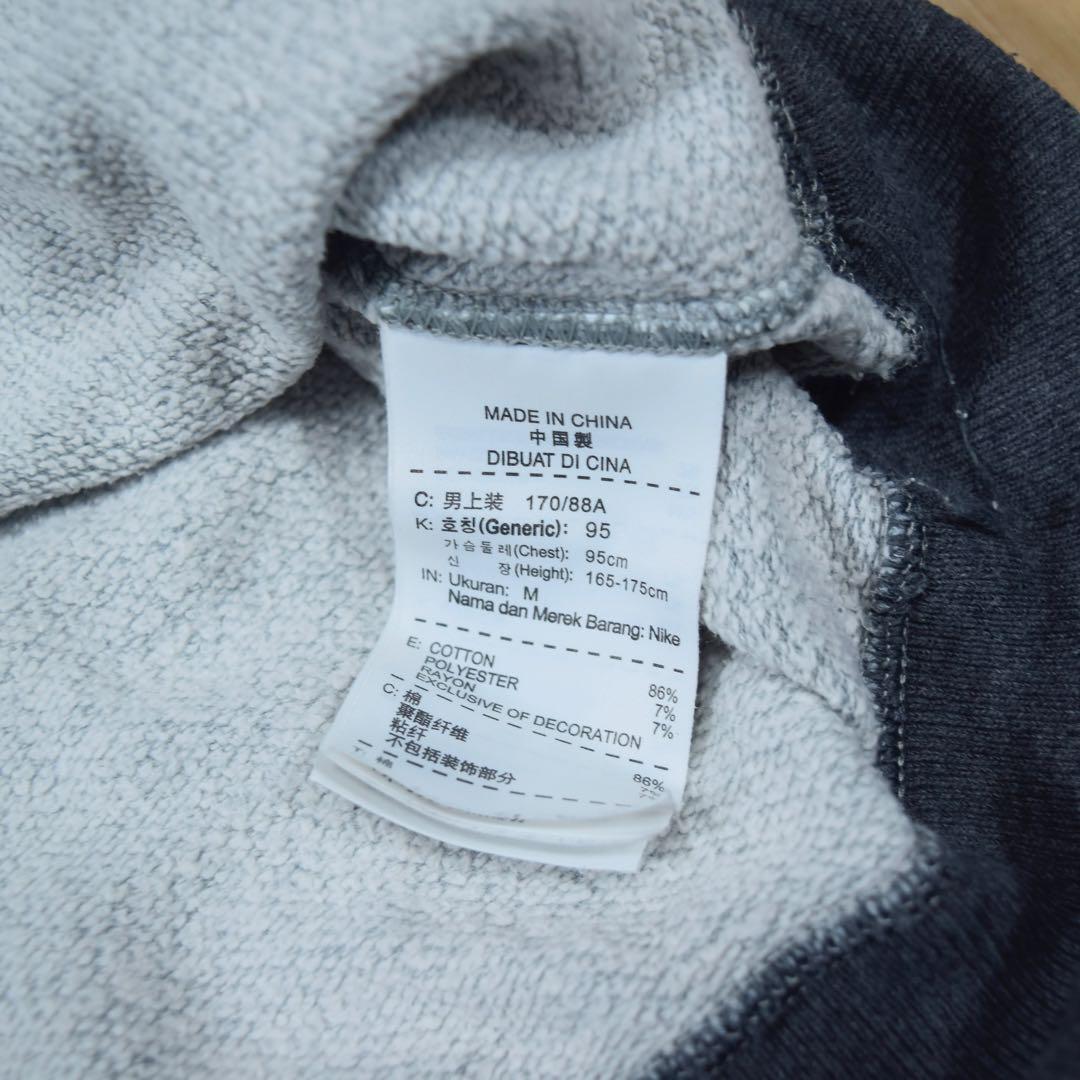 MADE IN CHINA
中国製
DIBUAT DI CINA
C: 男上装 170/88A
K: 호칭(Generic): 95
가슴둘레(Chest): 95cm
신 장(Height): 165-175cm
IN: Ukuran: M
Nama dan Merek Barang: Nike
E: COTTON 86%
POLYESTER 7%
RAYON 7%
EXCLUSIVE OF DECORATION
C: 棉 86%
聚酯纤维
粘纤
不包括装饰部分
棉